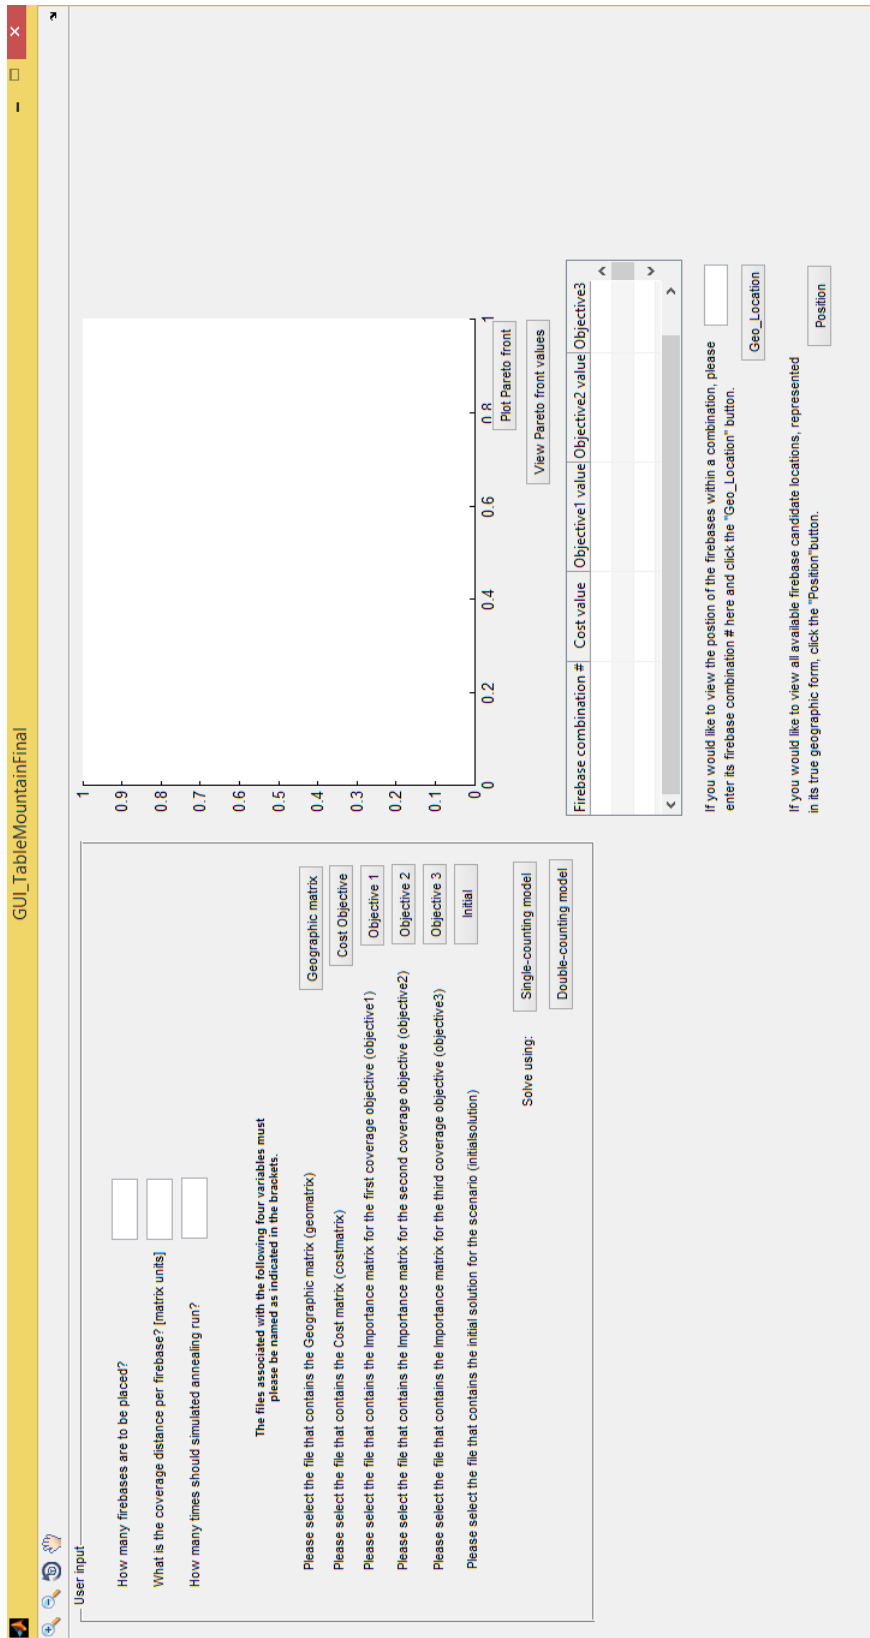 GUI_TableMountainFinal
User input
How many firebases are to be placed?
What is the coverage distance per firebase? [matrix units]
How many times should simulated annealing run?
The files associated with the following four variables must
please be named as indicated in the brackets.
Please select the file that contains the Geographic matrix (geomatrix)
Geographic matrix
Please select the file that contains the Cost matrix (costmatrix)
Cost Objective
Please select the file that contains the Importance matrix for the first coverage objective (objective1)
Objective 1
Please select the file that contains the Importance matrix for the second coverage objective (objective2)
Objective 2
Please select the file that contains the Importance matrix for the third coverage objective (objective3)
Objective 3
Please select the file that contains the initial solution for the scenario (initialsolution)
Initial
Solve using:
Single-counting model
Double-counting model
1
0.9
0.8
0.7
0.6
0.5
0.4
0.3
0.2
0.1
0
0 0.2 0.4 0.6 0.8 1
Plot Pareto front
View Pareto front values
Firebase combination # Cost value Objective1 value Objective2 value Objective3
If you would like to view the postion of the firebases within a combination, please
enter its firebase combination # here and click the "Geo_Location" button.
Geo_Location
If you would like to view all available firebase candidate locations, represented
in its true geographic form, click the "Position"button.
Position